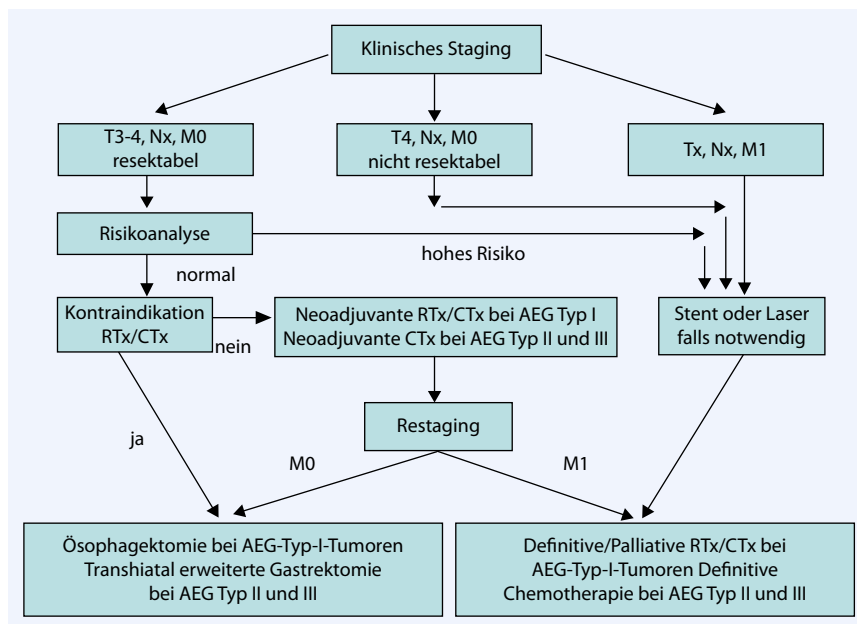 Klinisches Staging
T3-4, Nx, M0
resektabel
T4, Nx, M0
nicht resektabel
Tx, Nx, M1
Risikoanalyse
hohes Risiko
normal
Kontraindikation
RTx/CTx
nein
Neoadjuvante RTx/CTx bei AEG Typ I
Neoadjuvante CTx bei AEG Typ II und III
Stent oder Laser
falls notwendig
Restaging
ja
M0
M1
Ösophagektomie bei AEG-Typ-I-Tumoren
Transhiatal erweiterte Gastrektomie
bei AEG Typ II und III
Definitive/Palliative RTx/CTx bei
AEG-Typ-I-Tumoren Definitive
Chemotherapie bei AEG Typ II und III